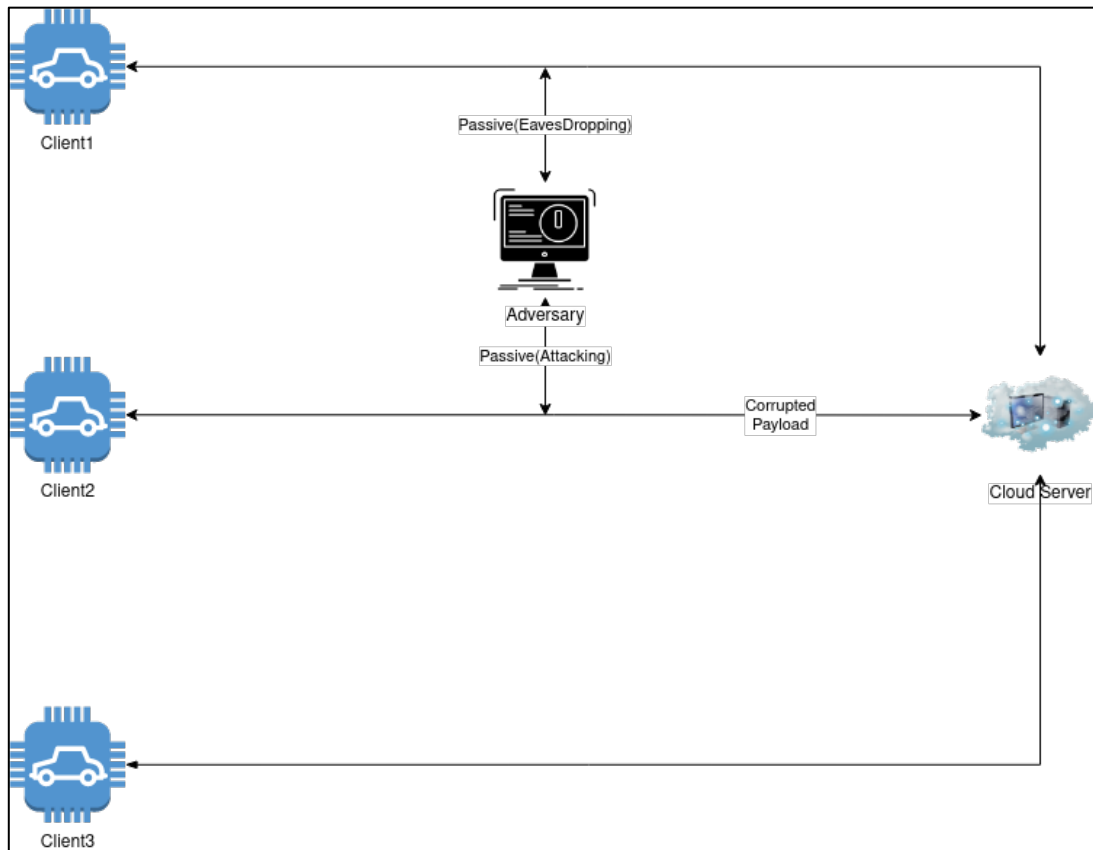 Client1
Passive(EavesDropping)
Adversary
Passive(Attacking)
Corrupted
Payload
Client2
Cloud Server
Client3